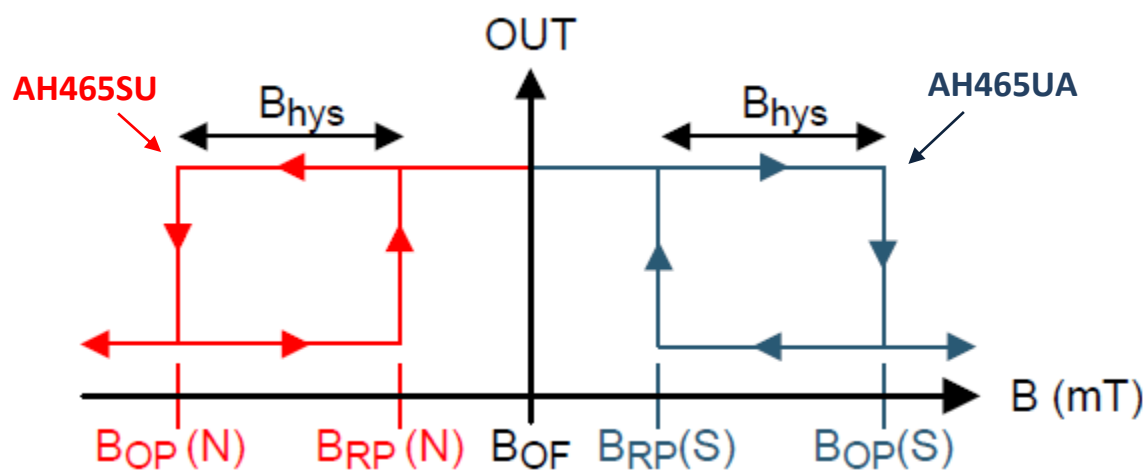 OUT
AH465SU
AH465UA
Bhys
Bhys
B (mT)
BOP (N)
BRP (N)
BOF
BRP(S)
BOP(S)